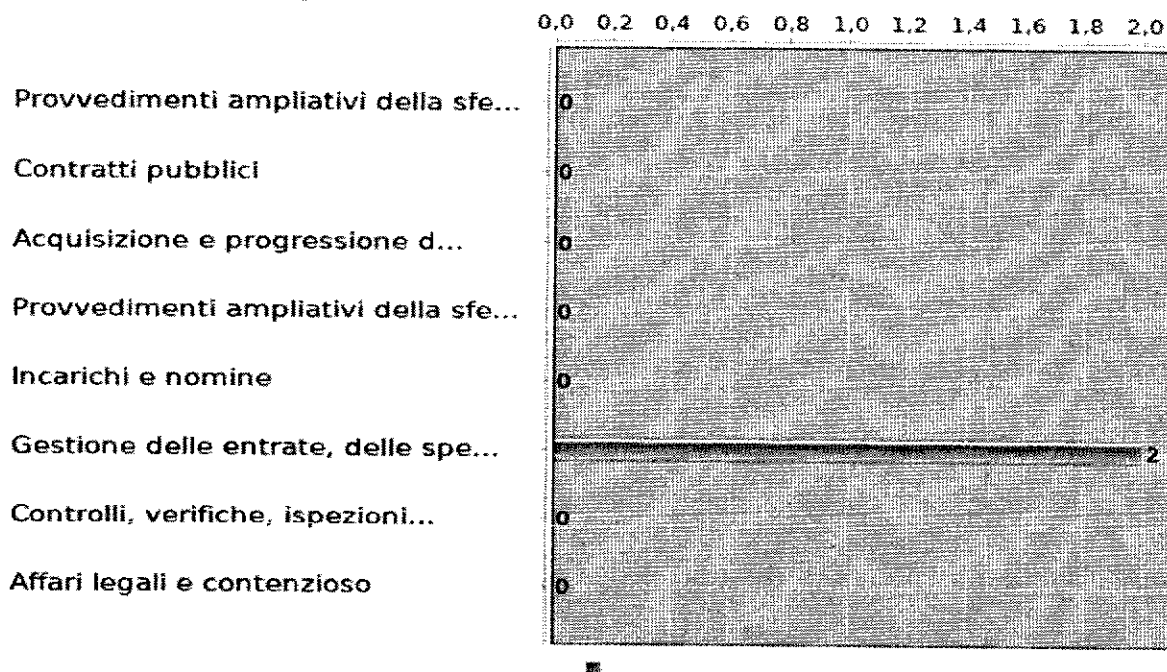 0,0 0,2 0,4 0,6 0,8 1,0 1,2 1,4 1,6 1,8 2,0
Provvedimenti ampliativi della sfe... 0
Contratti pubblici 0
Acquisizione e progressione d... 0
Provvedimenti ampliativi della sfe... 0
Incarichi e nomine 0
Gestione delle entrate, delle spe... 2
Controlli, verifiche, ispezioni... 0
Affari legali e contenzioso 0